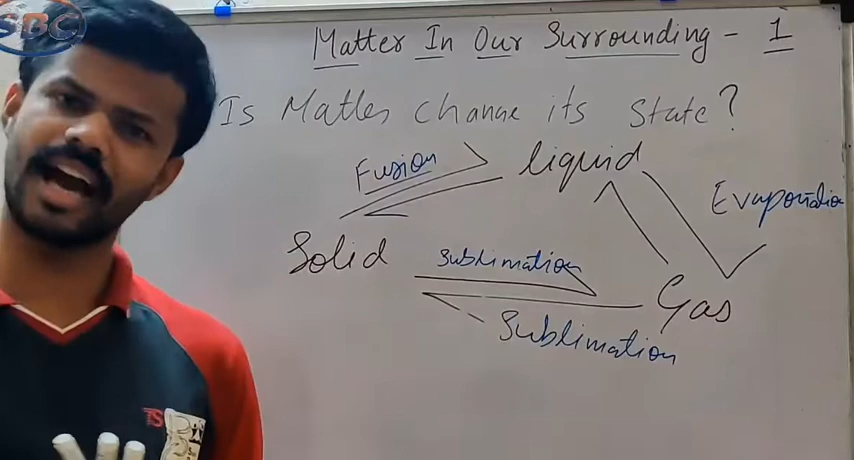 SBC
Matter In Our Surrounding - 1
Is Matter change its State?
Fusion
liquid
Evaporation
Solid
Sublimation
Gas
Sublimation
TS